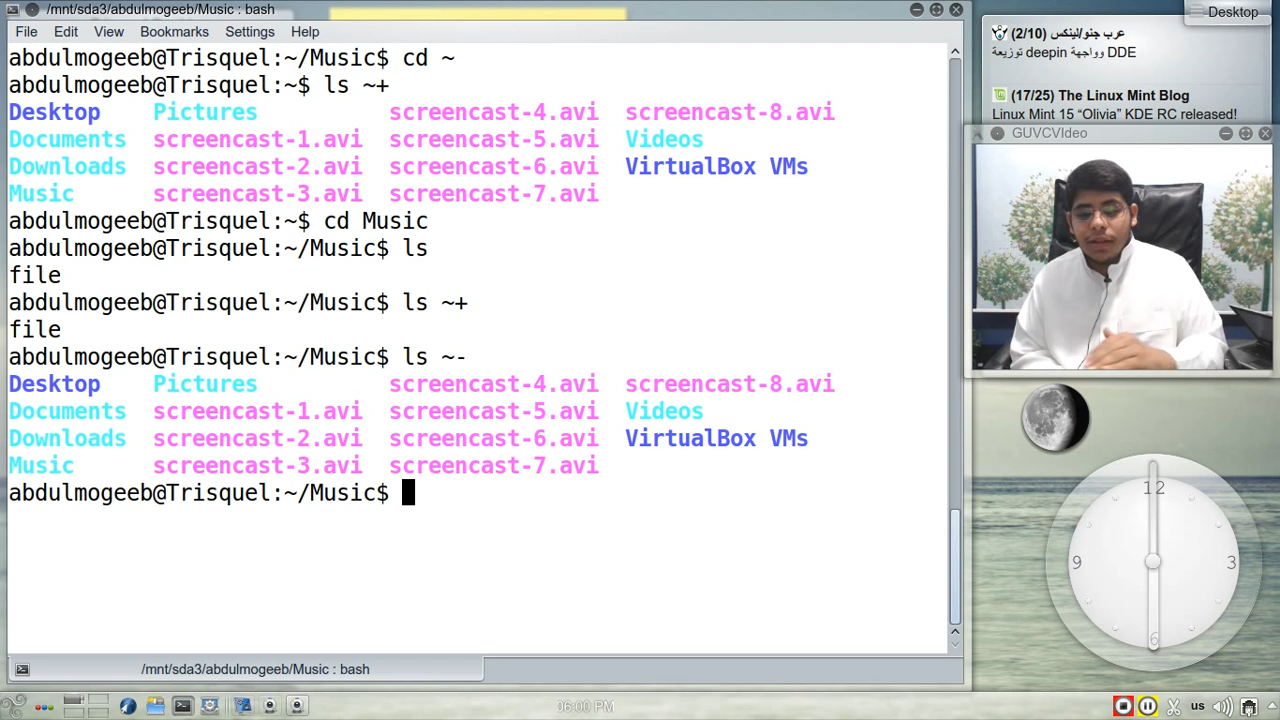 /mnt/sda3/abdulmogeeb/Music : bash
File Edit View Bookmarks Settings Help
abdulmogeeb@Trisquel:~/Music$ cd ~
abdulmogeeb@Trisquel:~$ ls ~+
Desktop Pictures screencast-4.avi screencast-8.avi
Documents screencast-1.avi screencast-5.avi Videos
Downloads screencast-2.avi screencast-6.avi VirtualBox VMs
Music screencast-3.avi screencast-7.avi
abdulmogeeb@Trisquel:~$ cd Music
abdulmogeeb@Trisquel:~/Music$ ls
file
abdulmogeeb@Trisquel:~/Music$ ls ~+
file
abdulmogeeb@Trisquel:~/Music$ ls ~-
Desktop Pictures screencast-4.avi screencast-8.avi
Documents screencast-1.avi screencast-5.avi Videos
Downloads screencast-2.avi screencast-6.avi VirtualBox VMs
Music screencast-3.avi screencast-7.avi
abdulmogeeb@Trisquel:~/Music$
/mnt/sda3/abdulmogeeb/Music : bash
Desktop
(2/10) عرب جنو/لينكس
توزيعة deepin وواجهة DDE
(17/25) The Linux Mint Blog
Linux Mint 15 “Olivia” KDE RC released!
GUVCVideo
12
9 3
6
06:00 PM
us